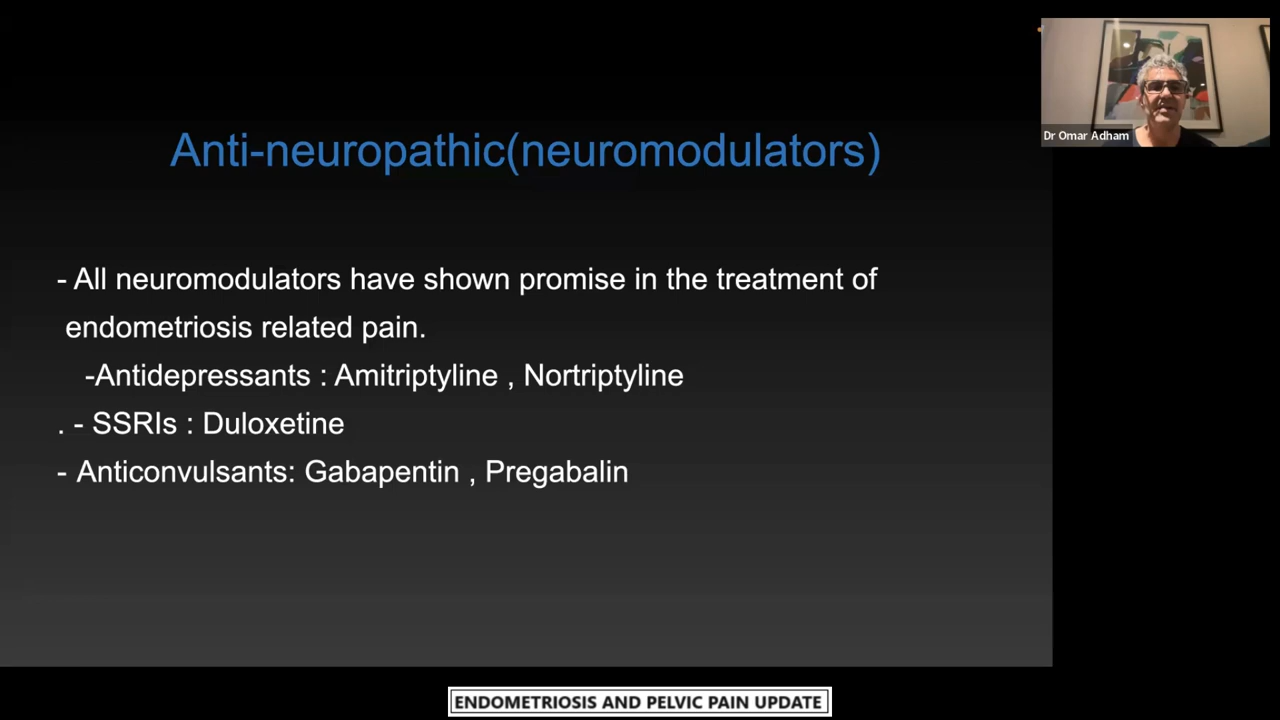 Dr Omar Adham
Anti-neuropathic(neuromodulators)
- All neuromodulators have shown promise in the treatment of
endometriosis related pain.
-Antidepressants : Amitriptyline , Nortriptyline
. - SSRIs : Duloxetine
- Anticonvulsants: Gabapentin , Pregabalin
ENDOMETRIOSIS AND PELVIC PAIN UPDATE